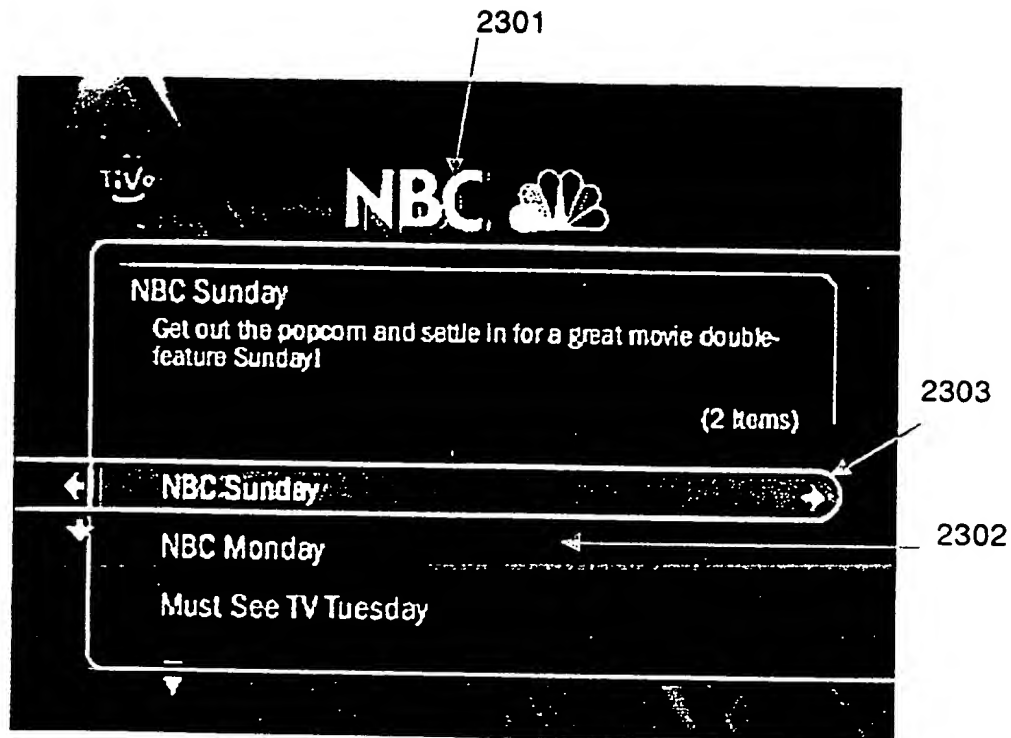 2301
TiVo
NBC
NBC Sunday
Get out the popcorn and settle in for a great movie double-
feature Sunday!
(2 Items)
2303
NBC Sunday
NBC Monday
2302
Must See TV Tuesday